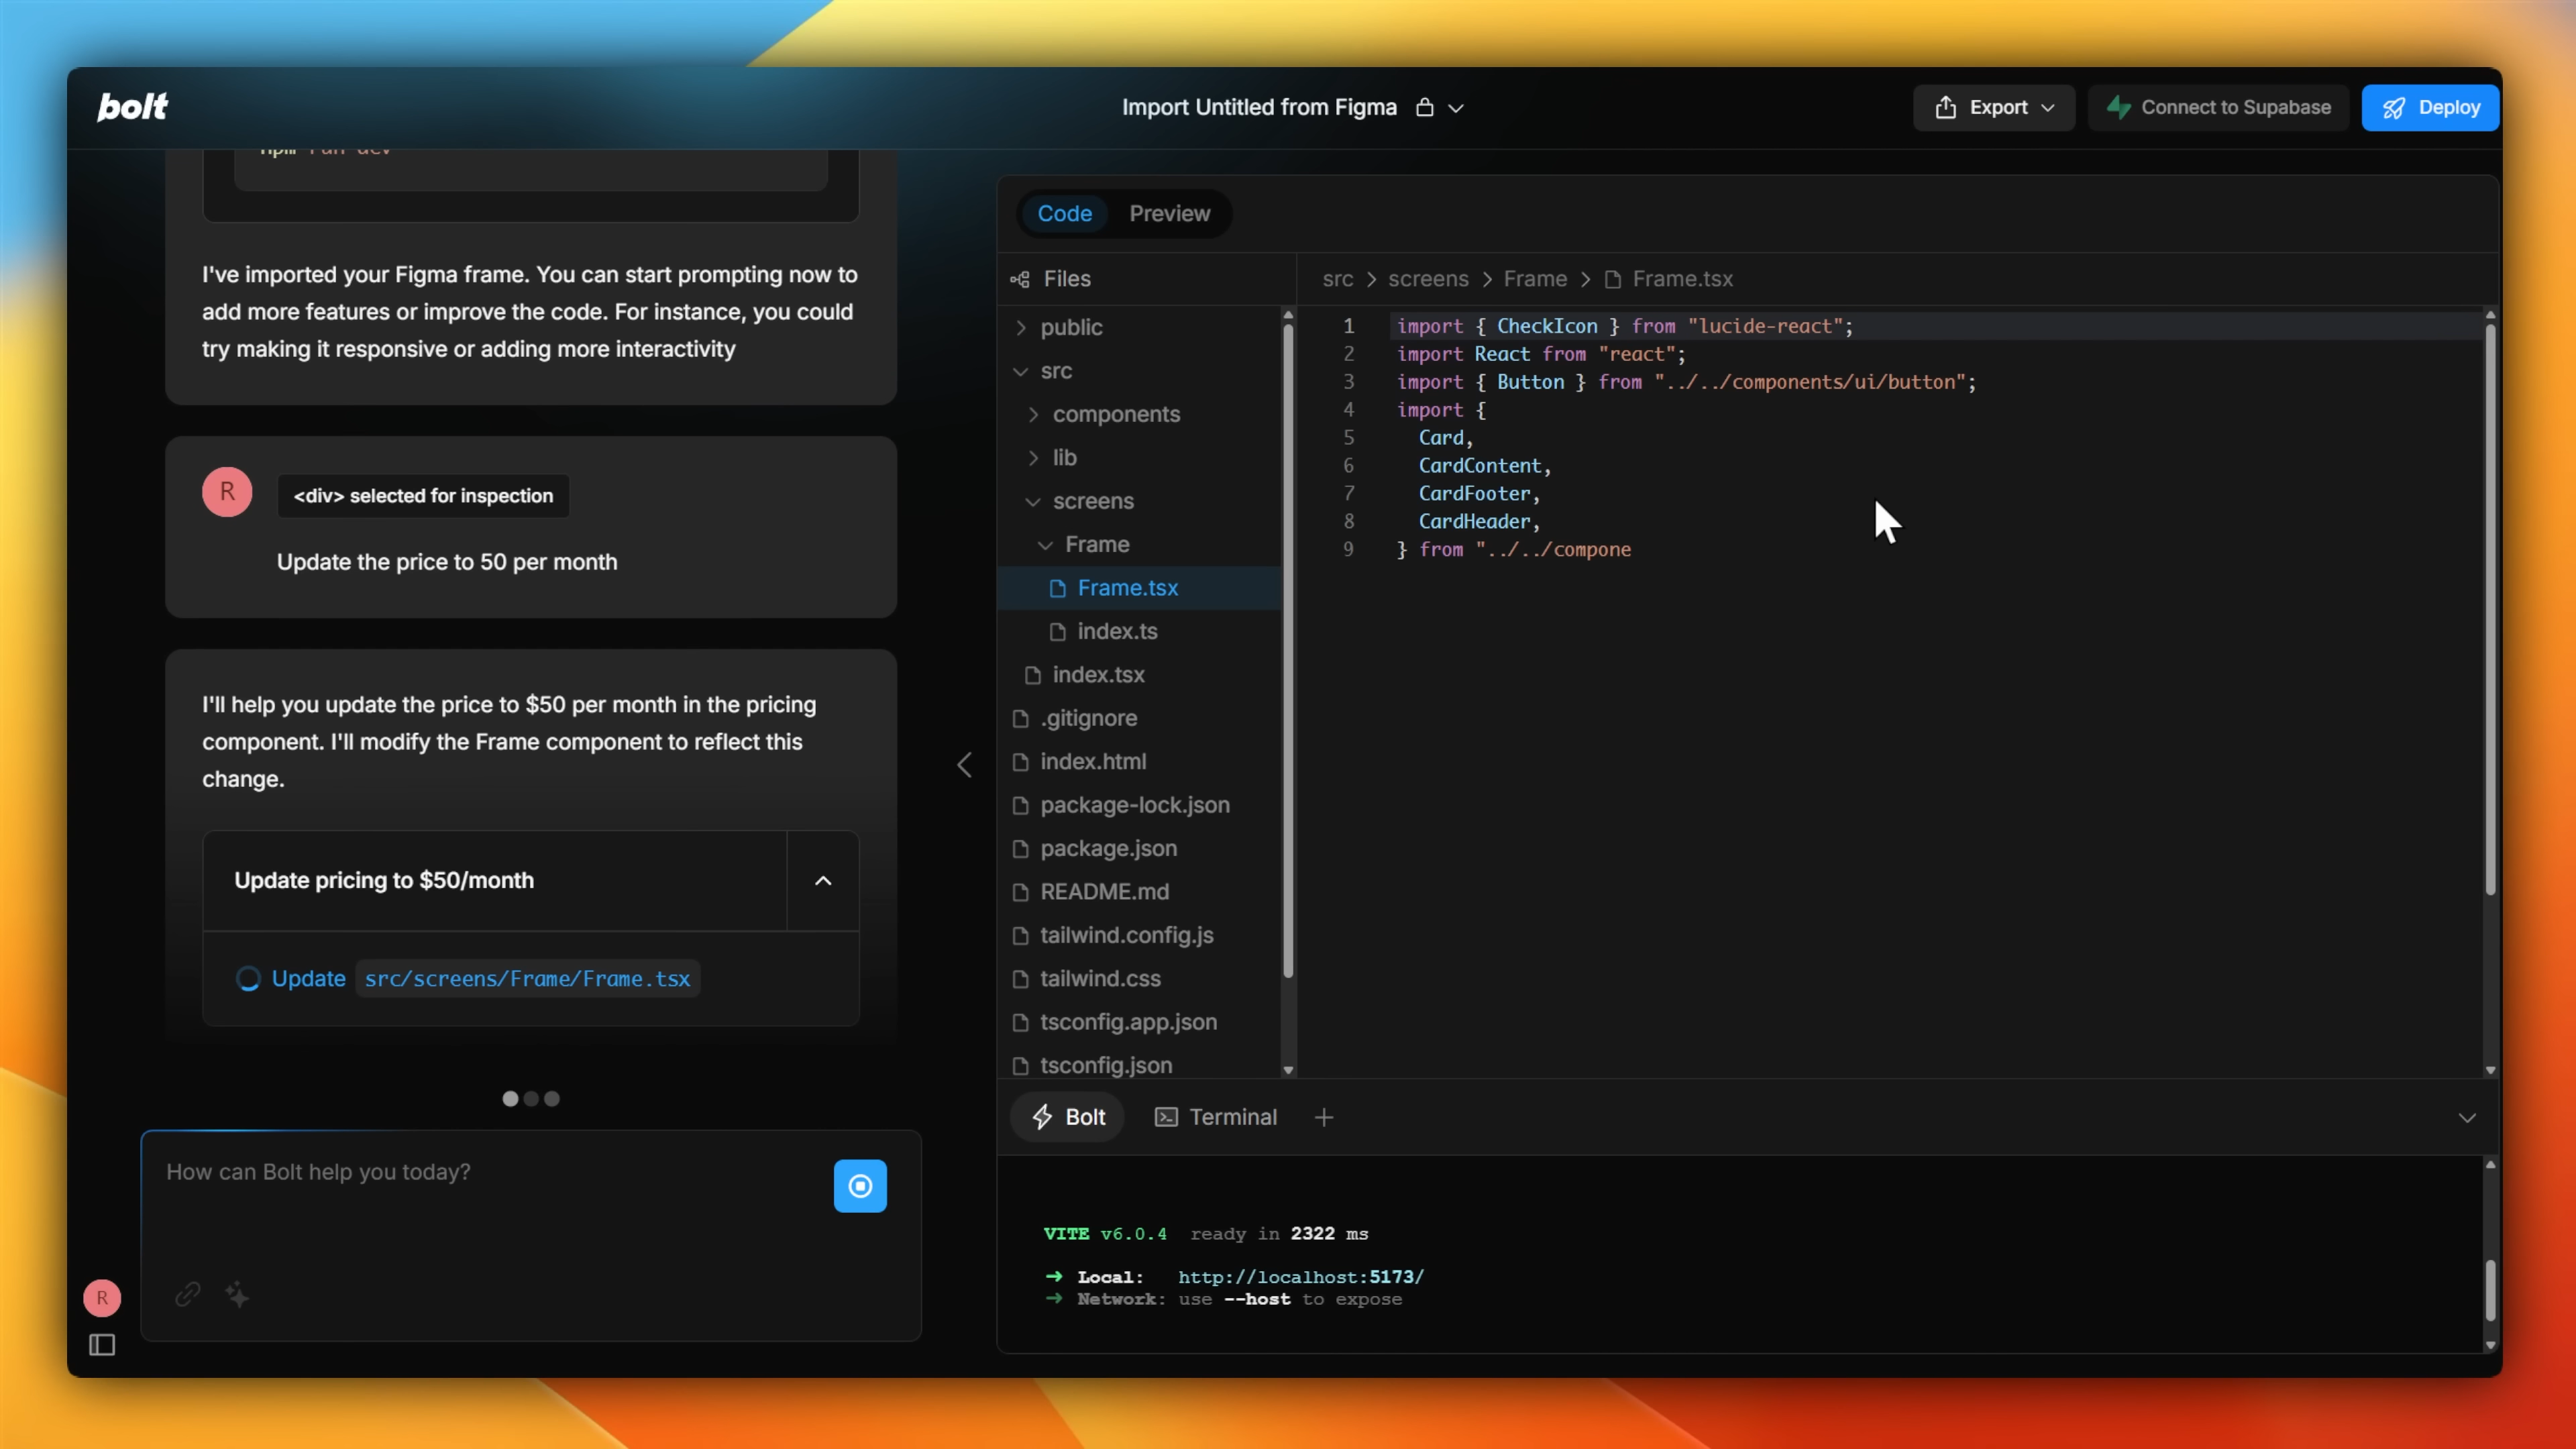 bolt
Import Untitled from Figma
Export
Connect to Supabase
Deploy
npm run dev
I've imported your Figma frame. You can start prompting now to
add more features or improve the code. For instance, you could
try making it responsive or adding more interactivity
R
<div> selected for inspection
Update the price to 50 per month
I'll help you update the price to $50 per month in the pricing
component. I'll modify the Frame component to reflect this
change.
Update pricing to $50/month
Update src/screens/Frame/Frame.tsx
How can Bolt help you today?
R
Code
Preview
Files
public
src
components
lib
screens
Frame
Frame.tsx
index.ts
index.tsx
.gitignore
index.html
package-lock.json
package.json
README.md
tailwind.config.js
tailwind.css
tsconfig.app.json
tsconfig.json
src > screens > Frame > Frame.tsx
1 import { CheckIcon } from "lucide-react";
2 import React from "react";
3 import { Button } from "../../components/ui/button";
4 import {
5 Card,
6 CardContent,
7 CardFooter,
8 CardHeader,
9 } from "../../compone
Bolt
Terminal
VITE v6.0.4 ready in 2322 ms
➜ Local: http://localhost:5173/
➜ Network: use --host to expose